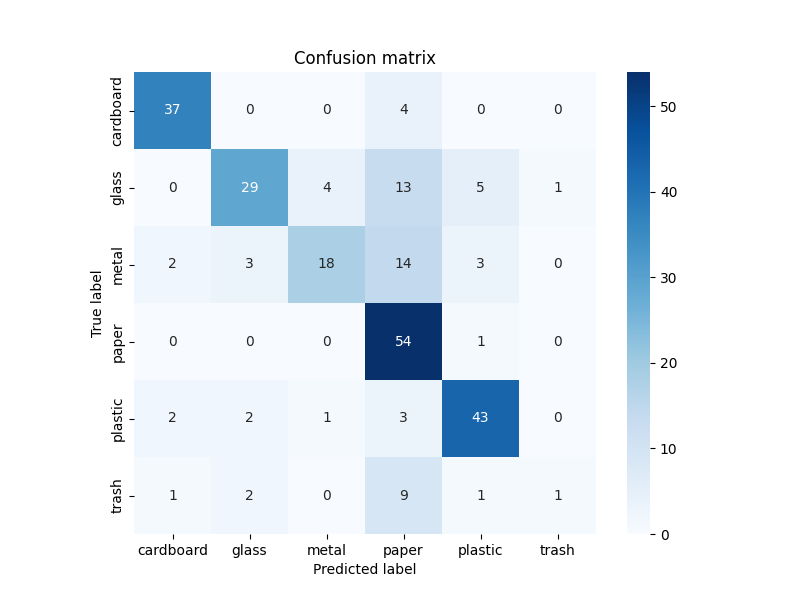 Confusion matrix
True label
cardboard 37 0 0 4 0 0
glass 0 29 4 13 5 1
metal 2 3 18 14 3 0
paper 0 0 0 54 1 0
plastic 2 2 1 3 43 0
trash 1 2 0 9 1 1
cardboard glass metal paper plastic trash
Predicted label
50
40
30
20
10
0